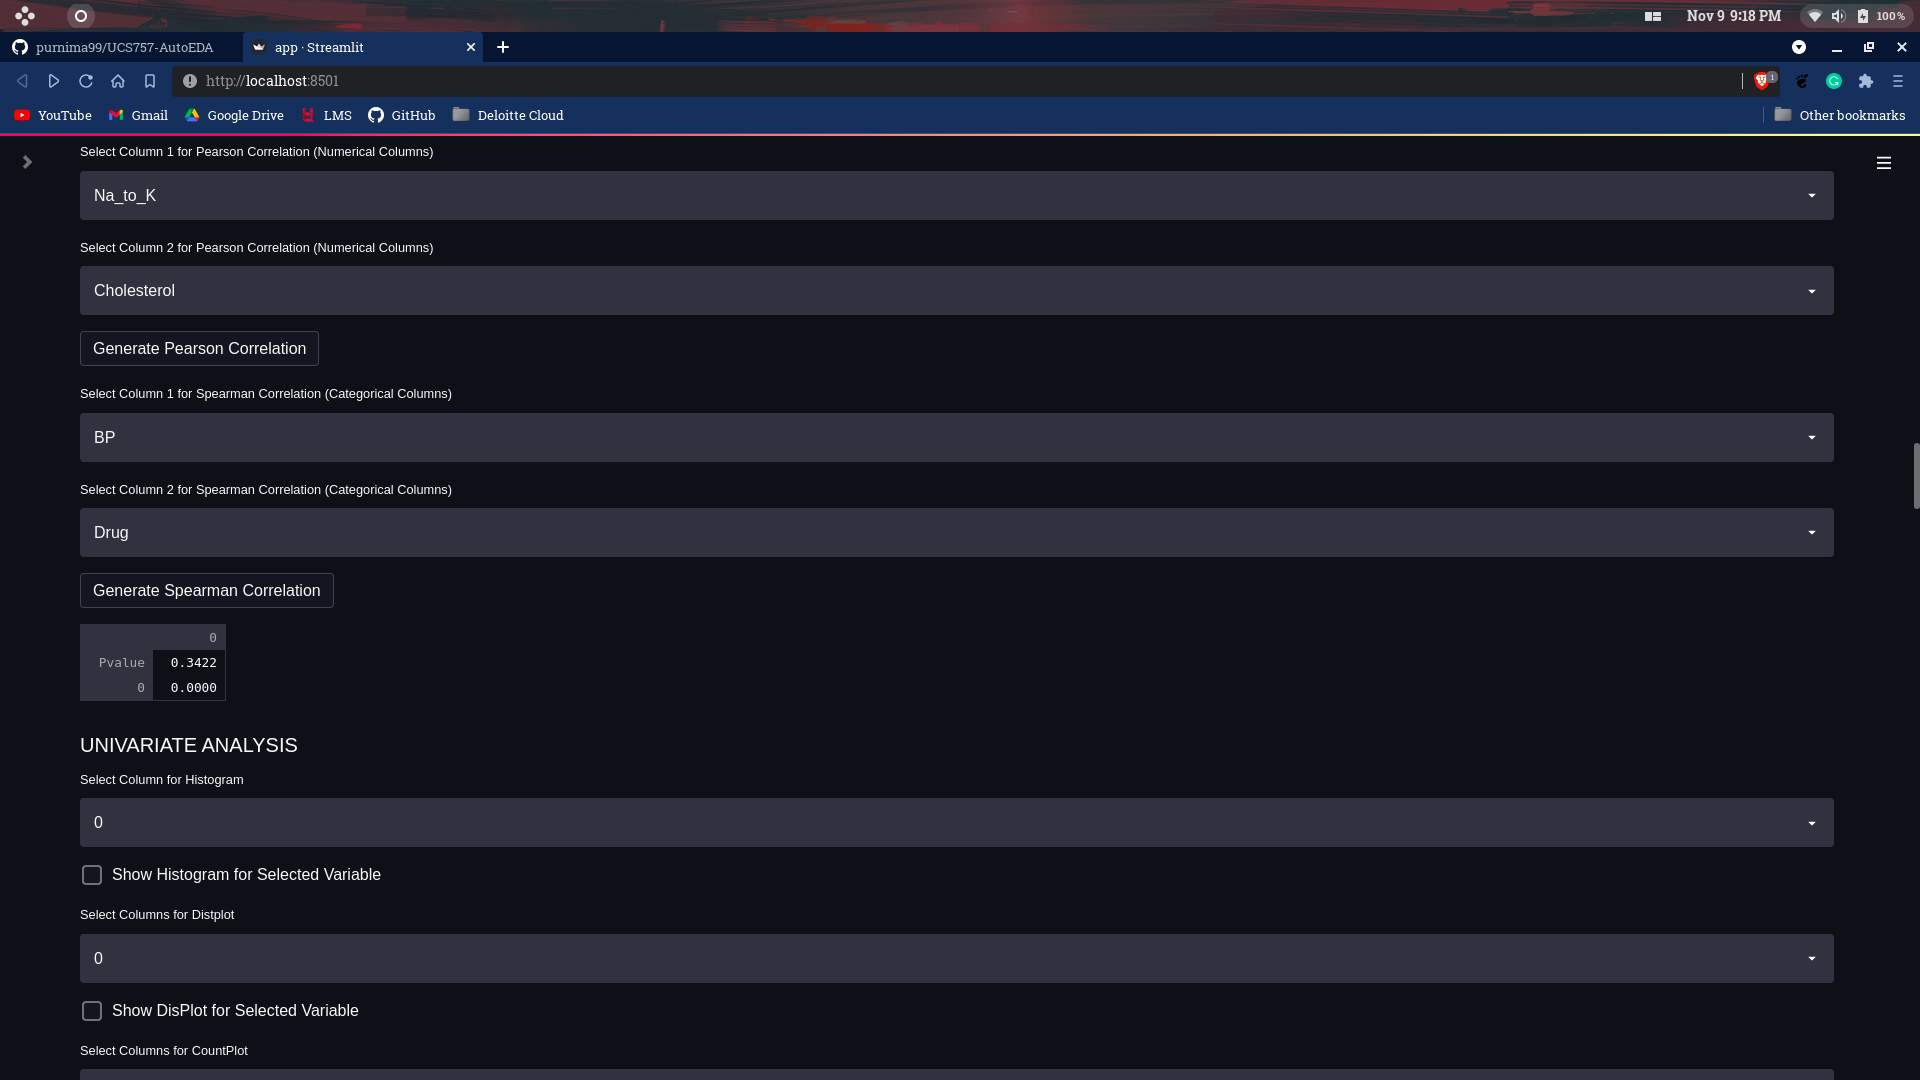 Nov 9 9:18 PM
100%
purnima99/UCS757-AutoEDA
app · Streamlit
http://localhost:8501
1
YouTube
Gmail
Google Drive
LMS
GitHub
Deloitte Cloud
Other bookmarks
Select Column 1 for Pearson Correlation (Numerical Columns)
Na_to_K
Select Column 2 for Pearson Correlation (Numerical Columns)
Cholesterol
Generate Pearson Correlation
Select Column 1 for Spearman Correlation (Categorical Columns)
BP
Select Column 2 for Spearman Correlation (Categorical Columns)
Drug
Generate Spearman Correlation
0
Pvalue 0.3422
0 0.0000
UNIVARIATE ANALYSIS
Select Column for Histogram
0
Show Histogram for Selected Variable
Select Columns for Distplot
0
Show DisPlot for Selected Variable
Select Columns for CountPlot